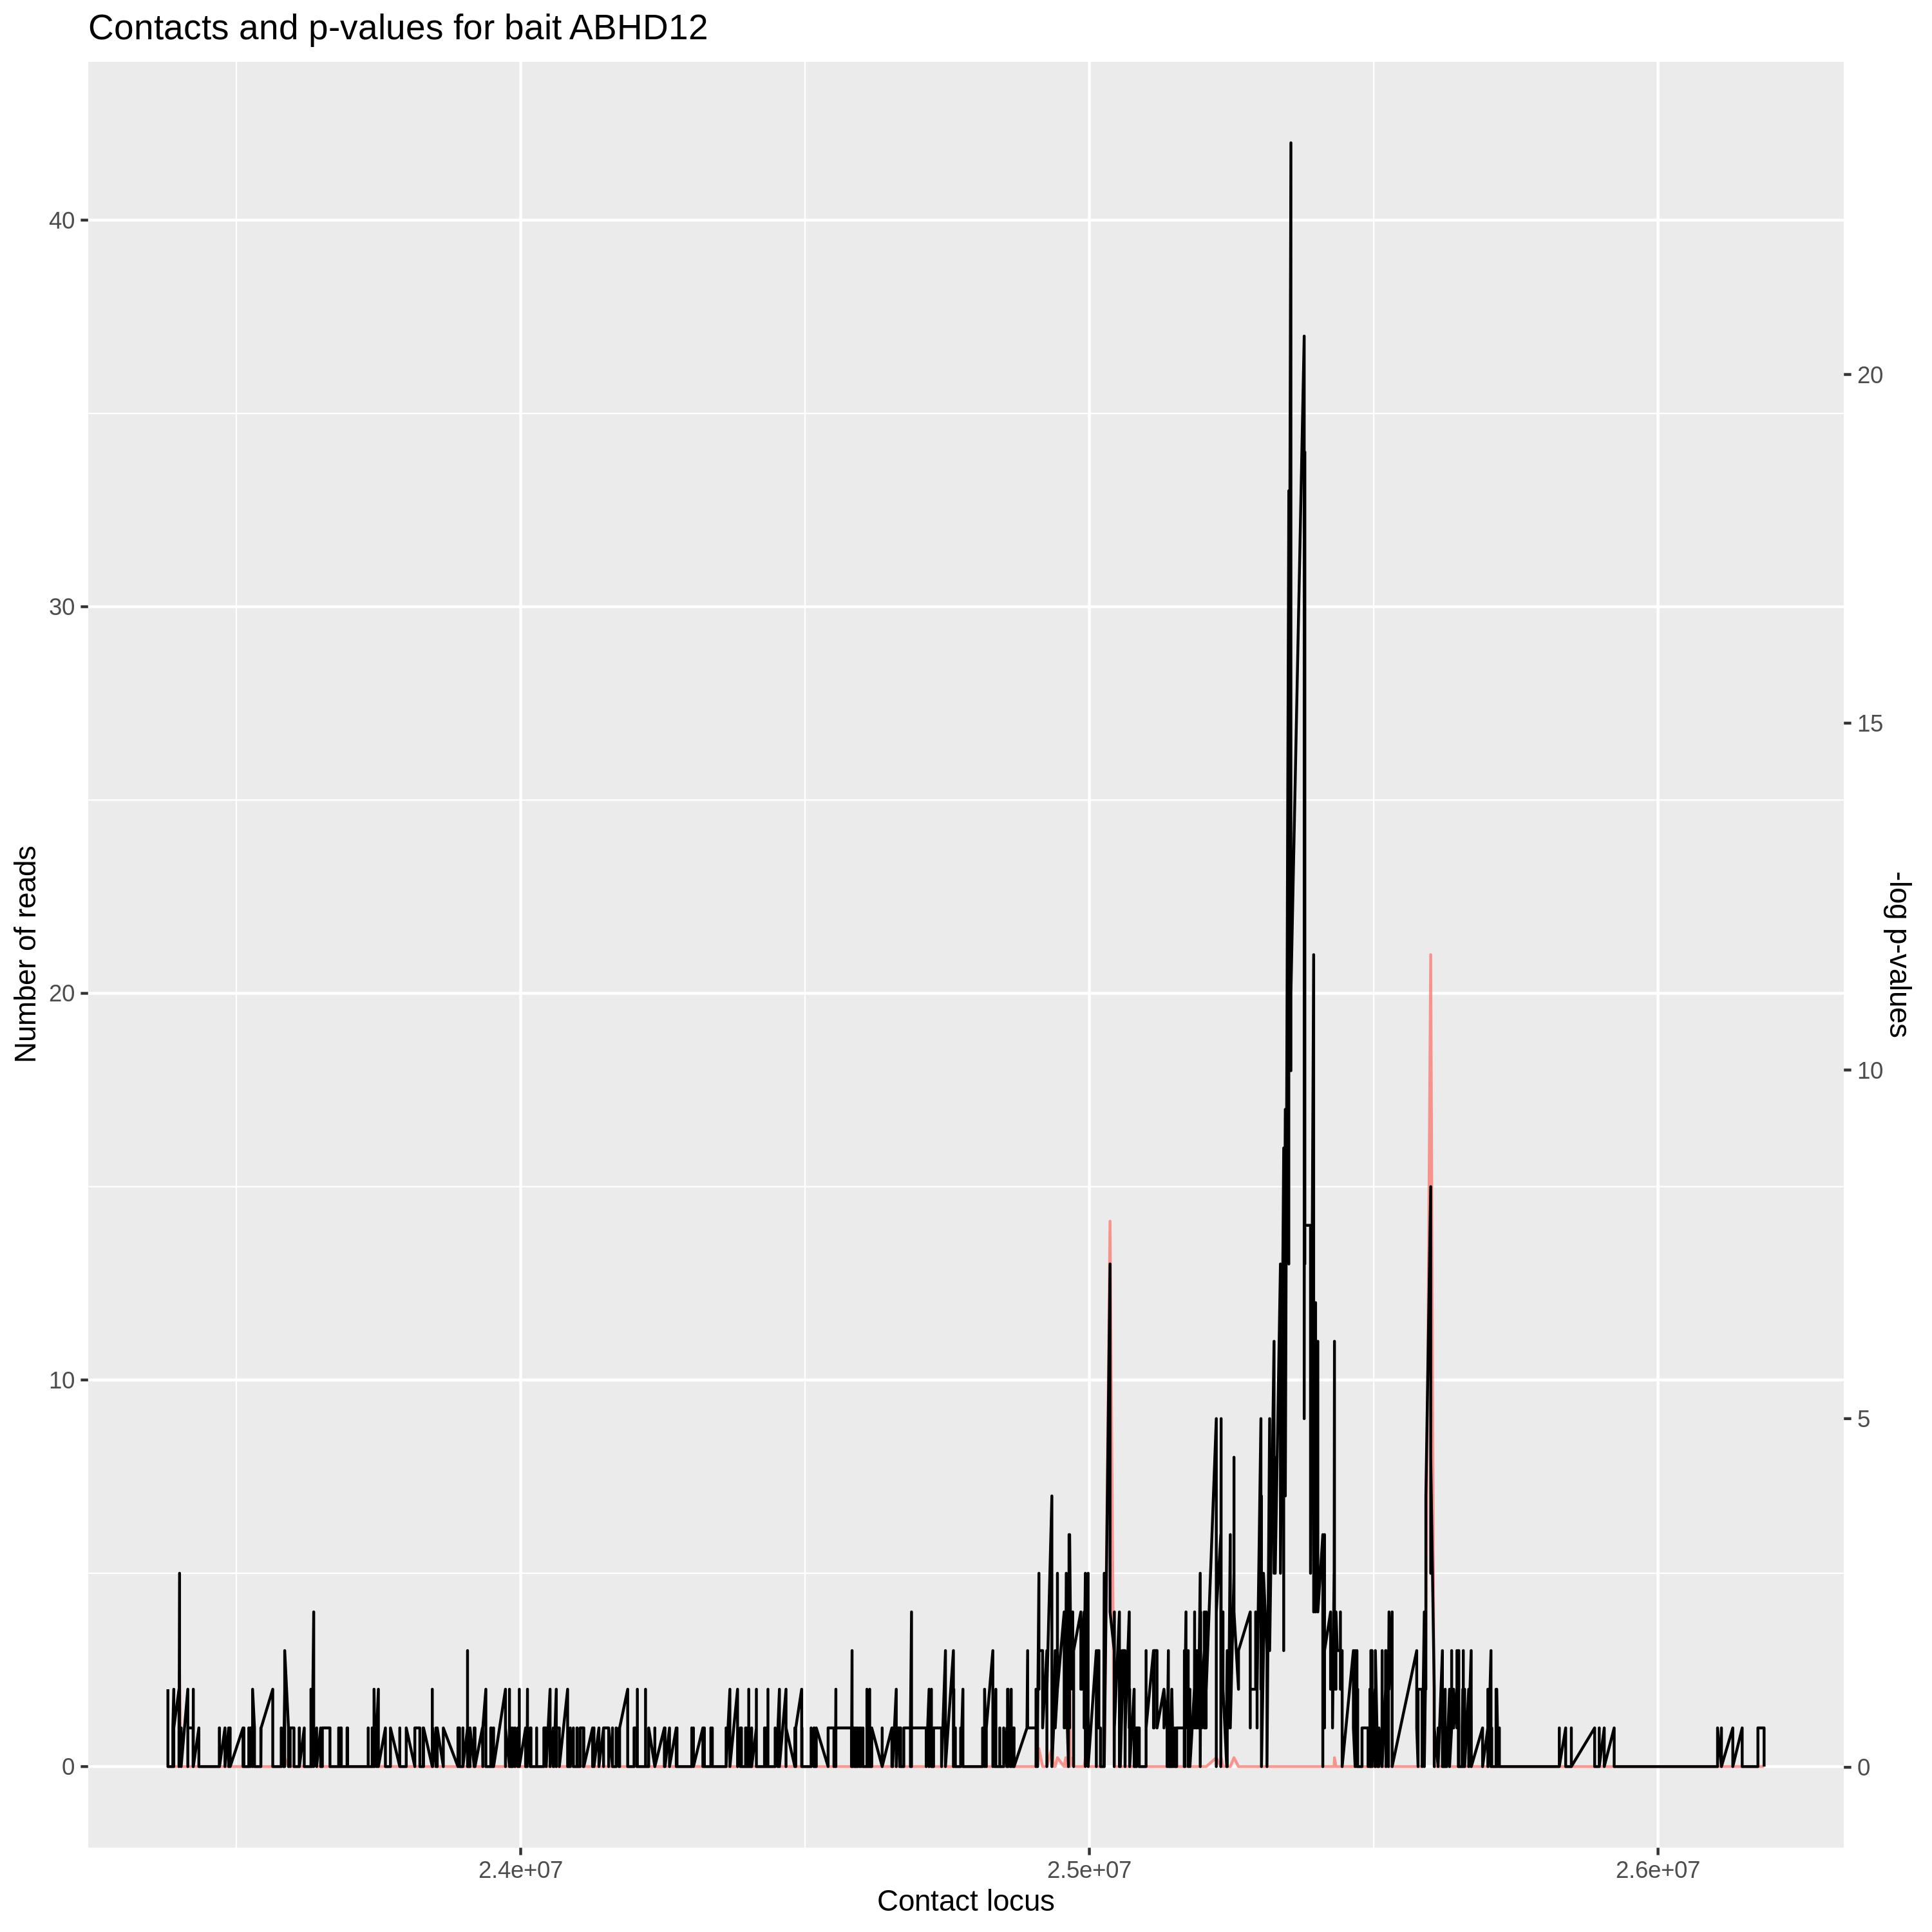 Contacts and p-values for bait ABHD12
40
30
20
10
0
Number of reads
20
15
10
5
0
-log p-values
2.4e+07 2.5e+07 2.6e+07
Contact locus